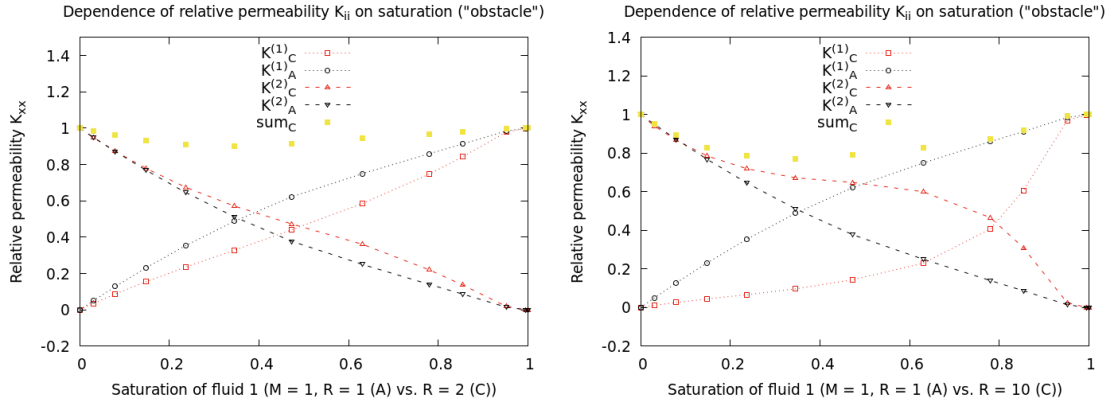 Dependence of relative permeability K_ii on saturation ("obstacle")
1.4
1.2
1
0.8
0.6
0.4
0.2
0
-0.2
Relative permeability K_xx
K^(1)_C
K^(1)_A
K^(2)_C
K^(2)_A
sum_C
0 0.2 0.4 0.6 0.8 1
Saturation of fluid 1 (M = 1, R = 1 (A) vs. R = 2 (C))
Dependence of relative permeability K_ii on saturation ("obstacle")
1.4
1.2
1
0.8
0.6
0.4
0.2
0
-0.2
Relative permeability K_xx
K^(1)_C
K^(1)_A
K^(2)_C
K^(2)_A
sum_C
0 0.2 0.4 0.6 0.8 1
Saturation of fluid 1 (M = 1, R = 1 (A) vs. R = 10 (C))